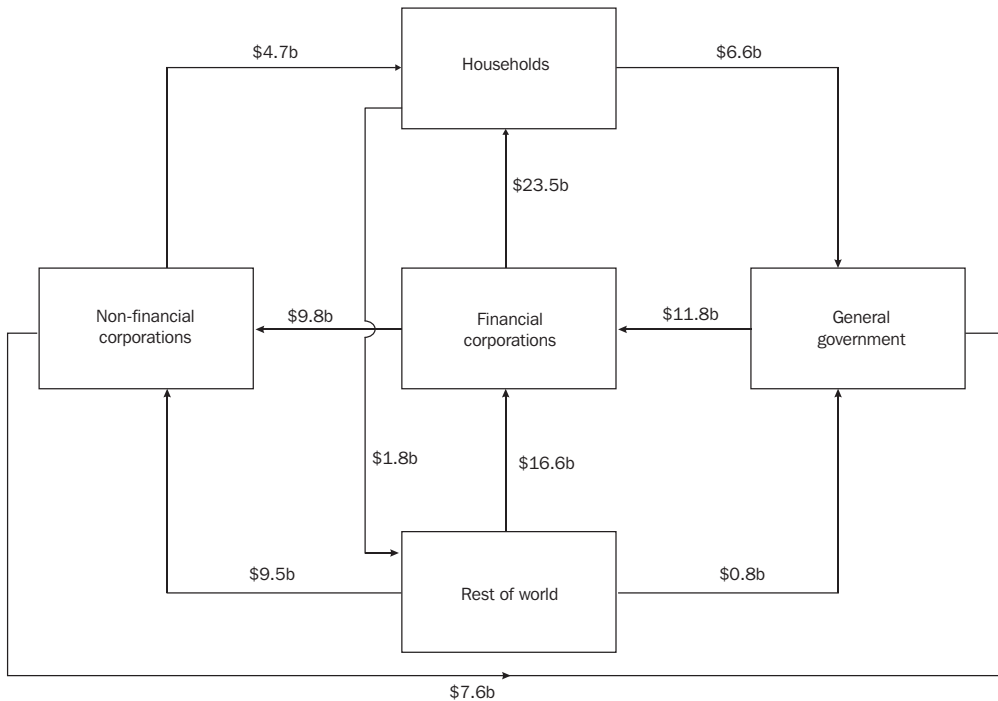 $4.7b
Households
$6.6b
$23.5b
Non-financial
corporations
$9.8b
Financial
corporations
$11.8b
General
government
$1.8b
$16.6b
$9.5b
Rest of world
$0.8b
$7.6b